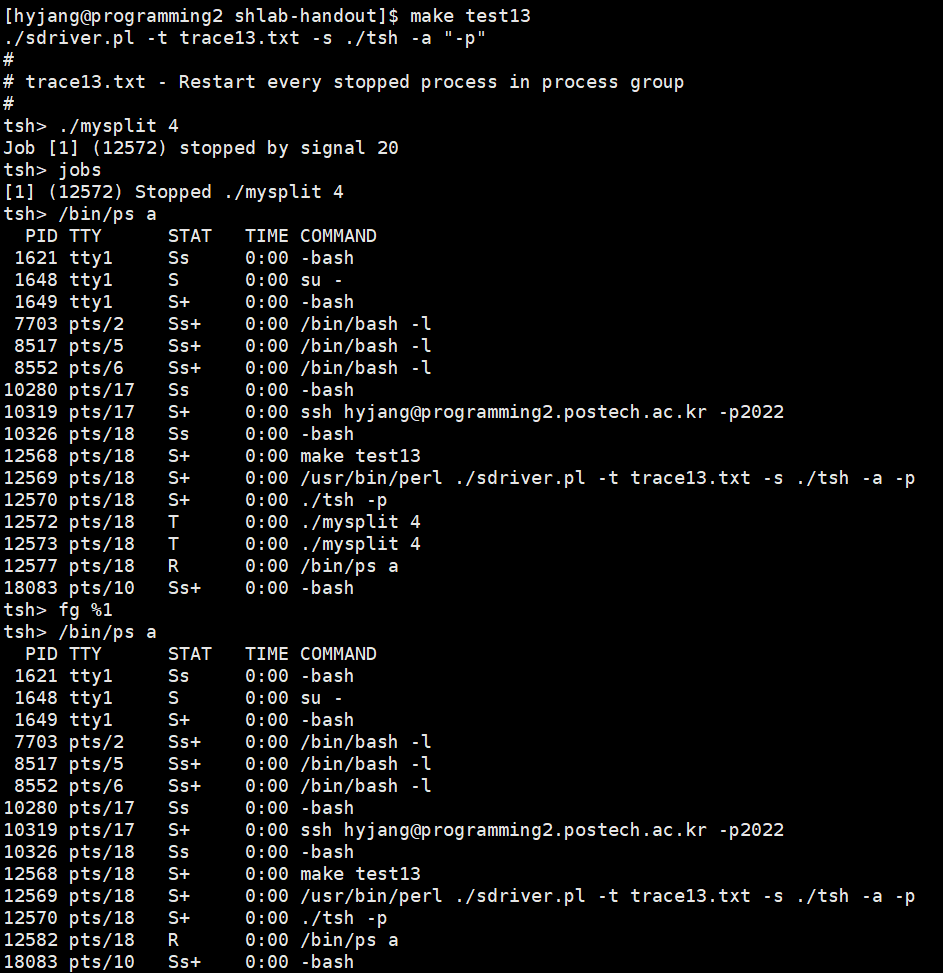 [hyjang@programming2 shlab-handout]$ make test13
./sdriver.pl -t trace13.txt -s ./tsh -a "-p"
#
# trace13.txt - Restart every stopped process in process group
#
tsh> ./mysplit 4
Job [1] (12572) stopped by signal 20
tsh> jobs
[1] (12572) Stopped ./mysplit 4
tsh> /bin/ps a
  PID TTY      STAT   TIME COMMAND
 1621 tty1     Ss     0:00 -bash
 1648 tty1     S      0:00 su -
 1649 tty1     S+     0:00 -bash
 7703 pts/2    Ss+    0:00 /bin/bash -l
 8517 pts/5    Ss+    0:00 /bin/bash -l
 8552 pts/6    Ss+    0:00 /bin/bash -l
10280 pts/17   Ss     0:00 -bash
10319 pts/17   S+     0:00 ssh hyjang@programming2.postech.ac.kr -p2022
10326 pts/18   Ss     0:00 -bash
12568 pts/18   S+     0:00 make test13
12569 pts/18   S+     0:00 /usr/bin/perl ./sdriver.pl -t trace13.txt -s ./tsh -a -p
12570 pts/18   S+     0:00 ./tsh -p
12572 pts/18   T      0:00 ./mysplit 4
12573 pts/18   T      0:00 ./mysplit 4
12577 pts/18   R      0:00 /bin/ps a
18083 pts/10   Ss+    0:00 -bash
tsh> fg %1
tsh> /bin/ps a
  PID TTY      STAT   TIME COMMAND
 1621 tty1     Ss     0:00 -bash
 1648 tty1     S      0:00 su -
 1649 tty1     S+     0:00 -bash
 7703 pts/2    Ss+    0:00 /bin/bash -l
 8517 pts/5    Ss+    0:00 /bin/bash -l
 8552 pts/6    Ss+    0:00 /bin/bash -l
10280 pts/17   Ss     0:00 -bash
10319 pts/17   S+     0:00 ssh hyjang@programming2.postech.ac.kr -p2022
10326 pts/18   Ss     0:00 -bash
12568 pts/18   S+     0:00 make test13
12569 pts/18   S+     0:00 /usr/bin/perl ./sdriver.pl -t trace13.txt -s ./tsh -a -p
12570 pts/18   S+     0:00 ./tsh -p
12582 pts/18   R      0:00 /bin/ps a
18083 pts/10   Ss+    0:00 -bash